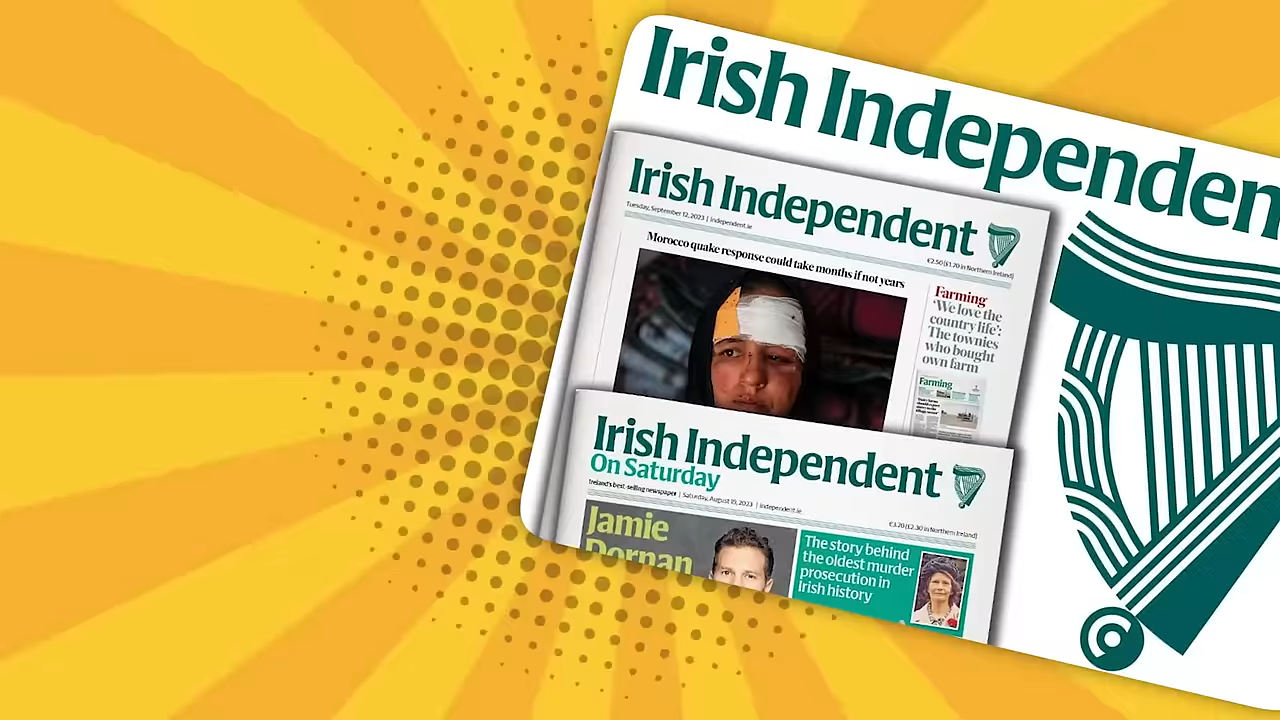 Irish Independen
Irish Independent
Tuesday, September 12, 2023 | Independent.ie
€2.50 (£1.70 in Northern Ireland)
Morocco quake response could take months if not years
Farming
‘We love the
country life’:
The townies
who bought
own farm
Farming
Irish Independent
On Saturday
Ireland's best-selling newspaper | Saturday, August 19, 2023 | Independent.ie
€3.20 (£2.30 in Northern Ireland)
Jamie
Dornan
The story behind
the oldest murder
prosecution in
Irish history